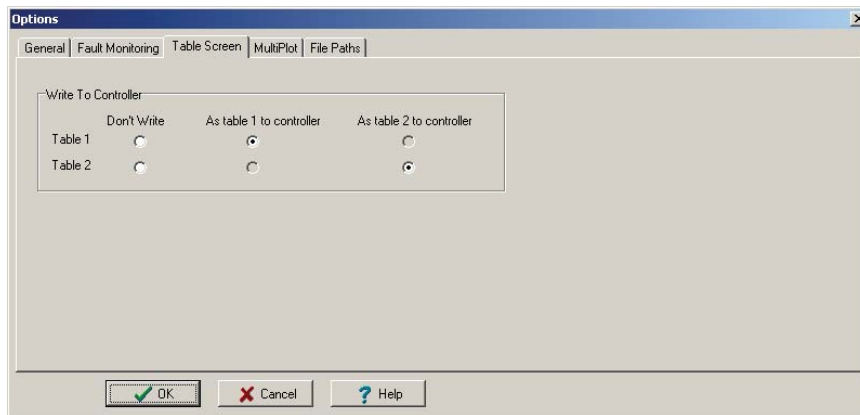 Options
General Fault Monitoring Table Screen MultiPlot File Paths
Write To Controller
Don't Write As table 1 to controller As table 2 to controller
Table 1
Table 2
OK Cancel Help